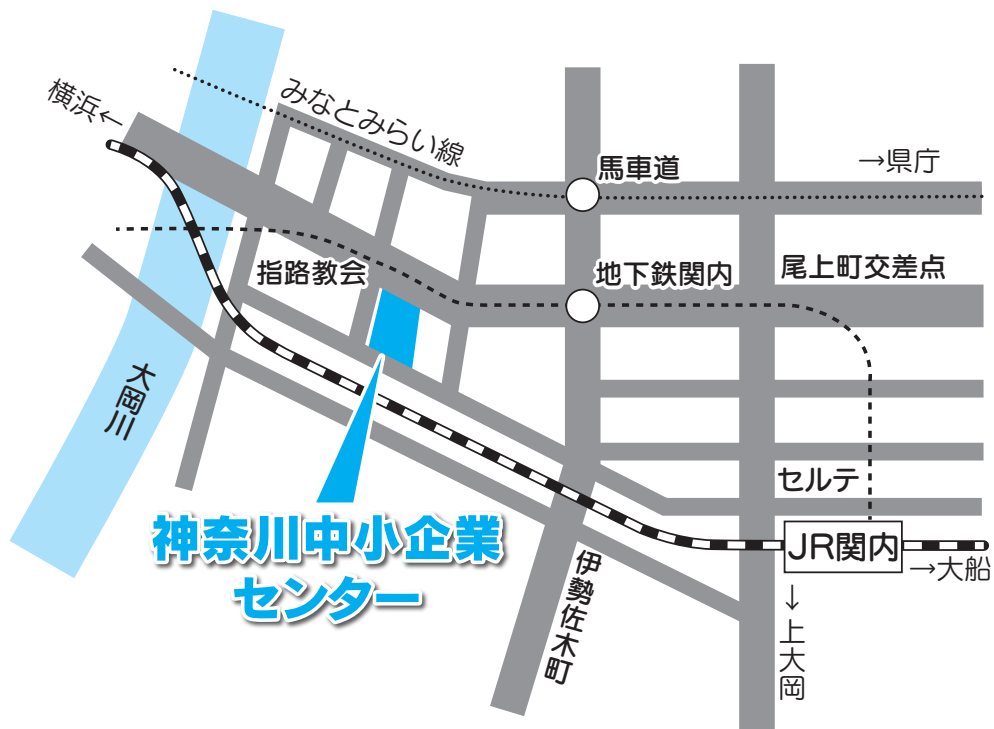 横浜←
みなとみらい線
馬車道
→県庁
指路教会
地下鉄関内
尾上町交差点
大岡川
セルテ
神奈川中小企業
センター
JR関内
→大船
伊勢佐木町
↓上大岡